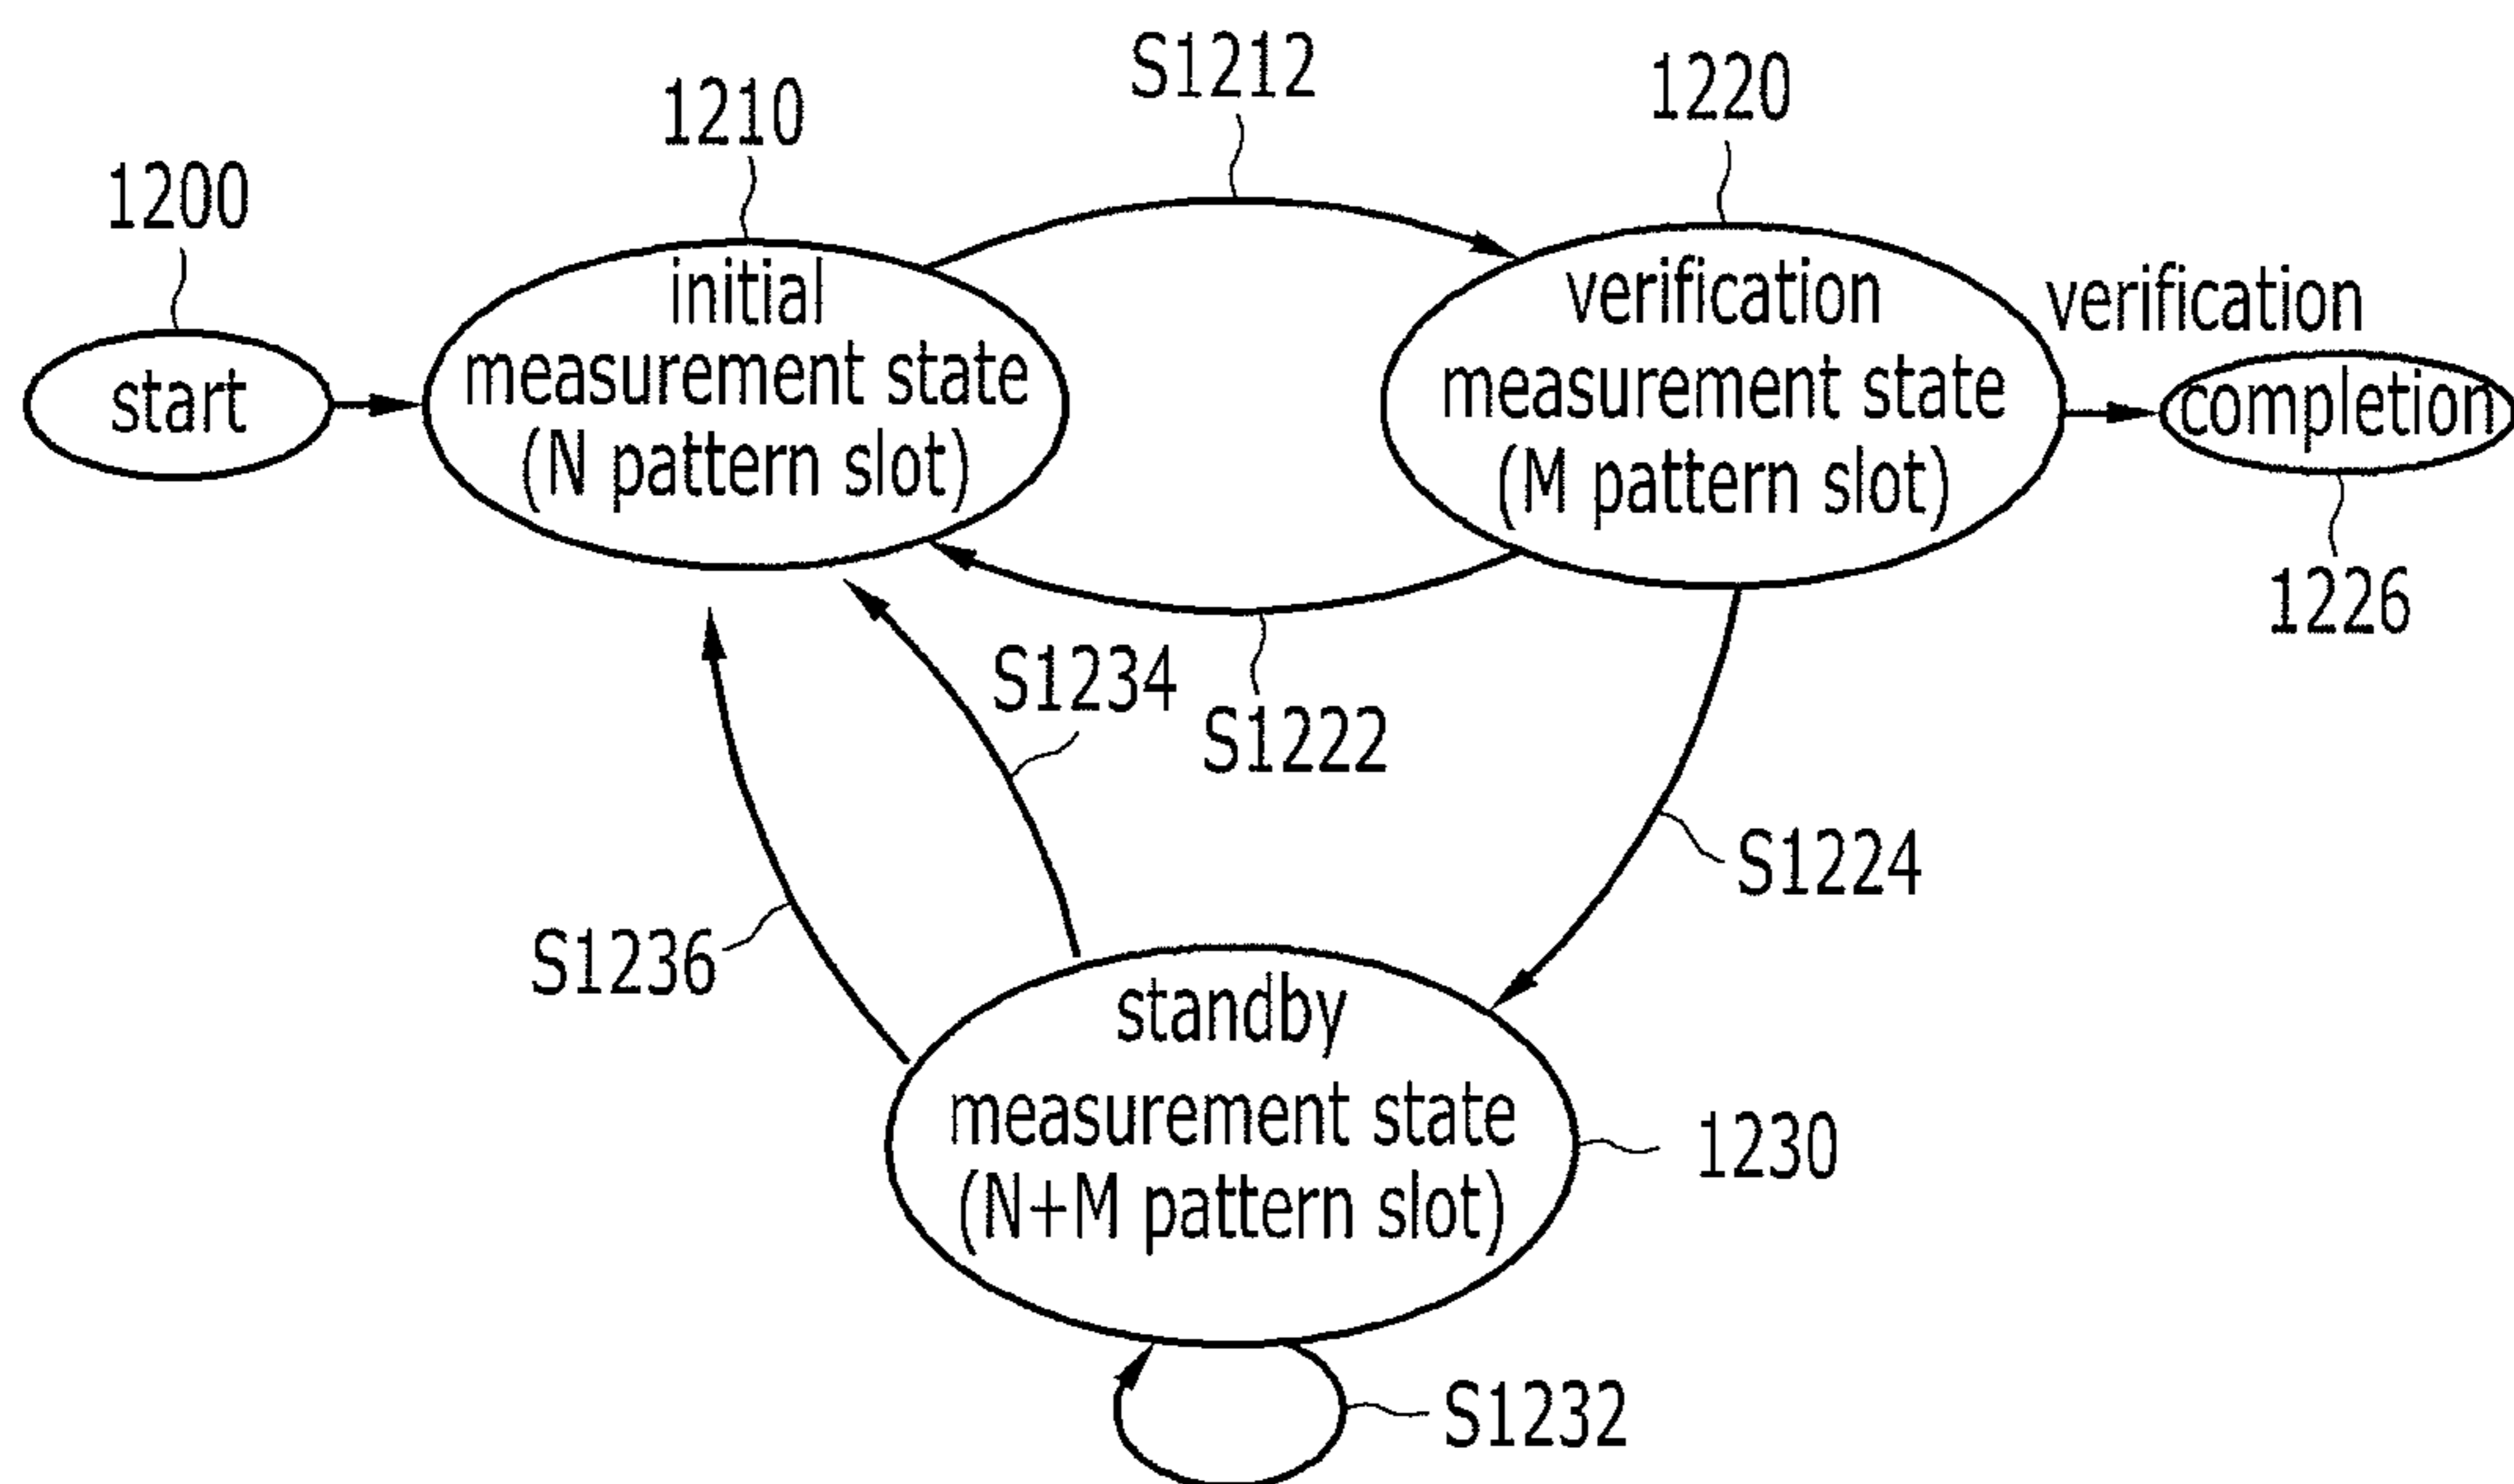 S1212
1220
1210
1200
initial
measurement state
(N pattern slot)
verification
measurement state
(M pattern slot)
verification
start
completion
1226
S1234
S1222
S1224
S1236
standby
measurement state
(N+M pattern slot)
1230
S1232